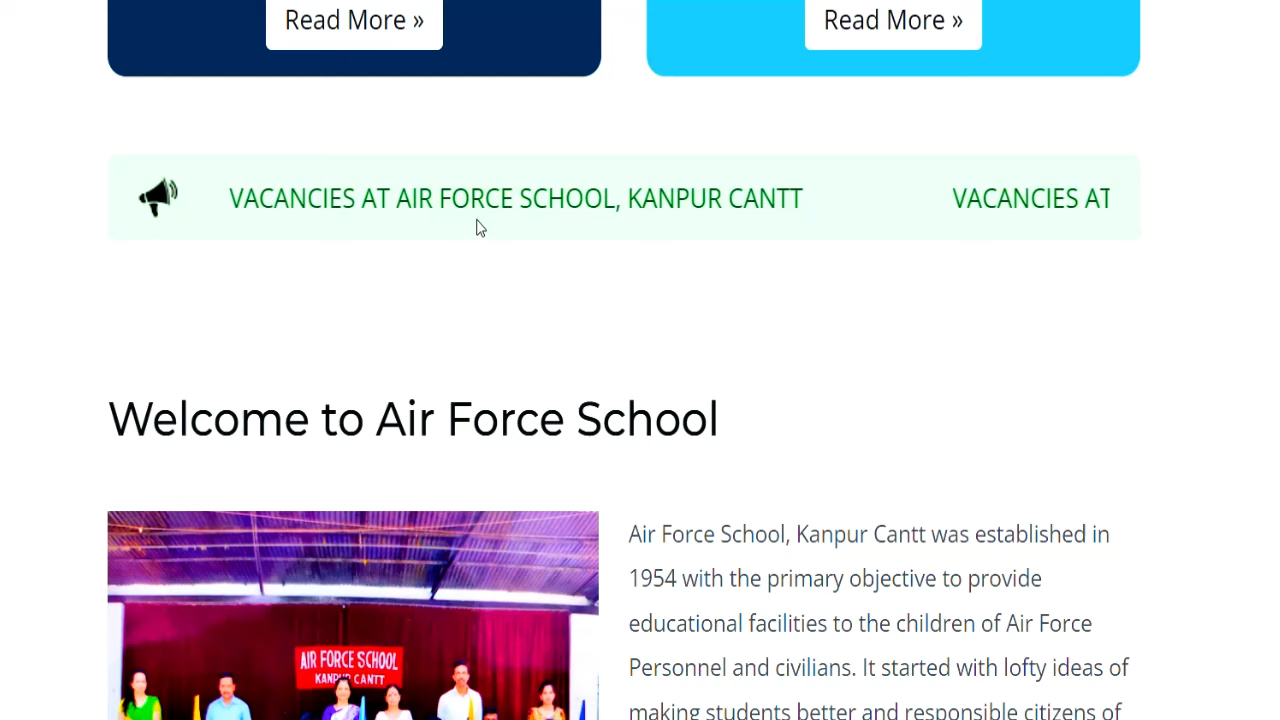 Read More »
Read More »
VACANCIES AT AIR FORCE SCHOOL, KANPUR CANTT
VACANCIES AT
Welcome to Air Force School
Air Force School, Kanpur Cantt was established in
1954 with the primary objective to provide
educational facilities to the children of Air Force
Personnel and civilians. It started with lofty ideas of
making students better and responsible citizens of
AIR FORCE SCHOOL
KANPUR CANTT